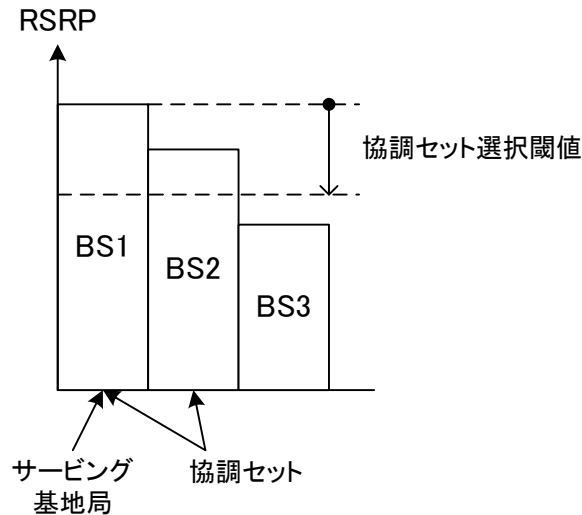 RSRP
協調セット選択閾値
BS1
BS2
BS3
サービング
基地局
協調セット